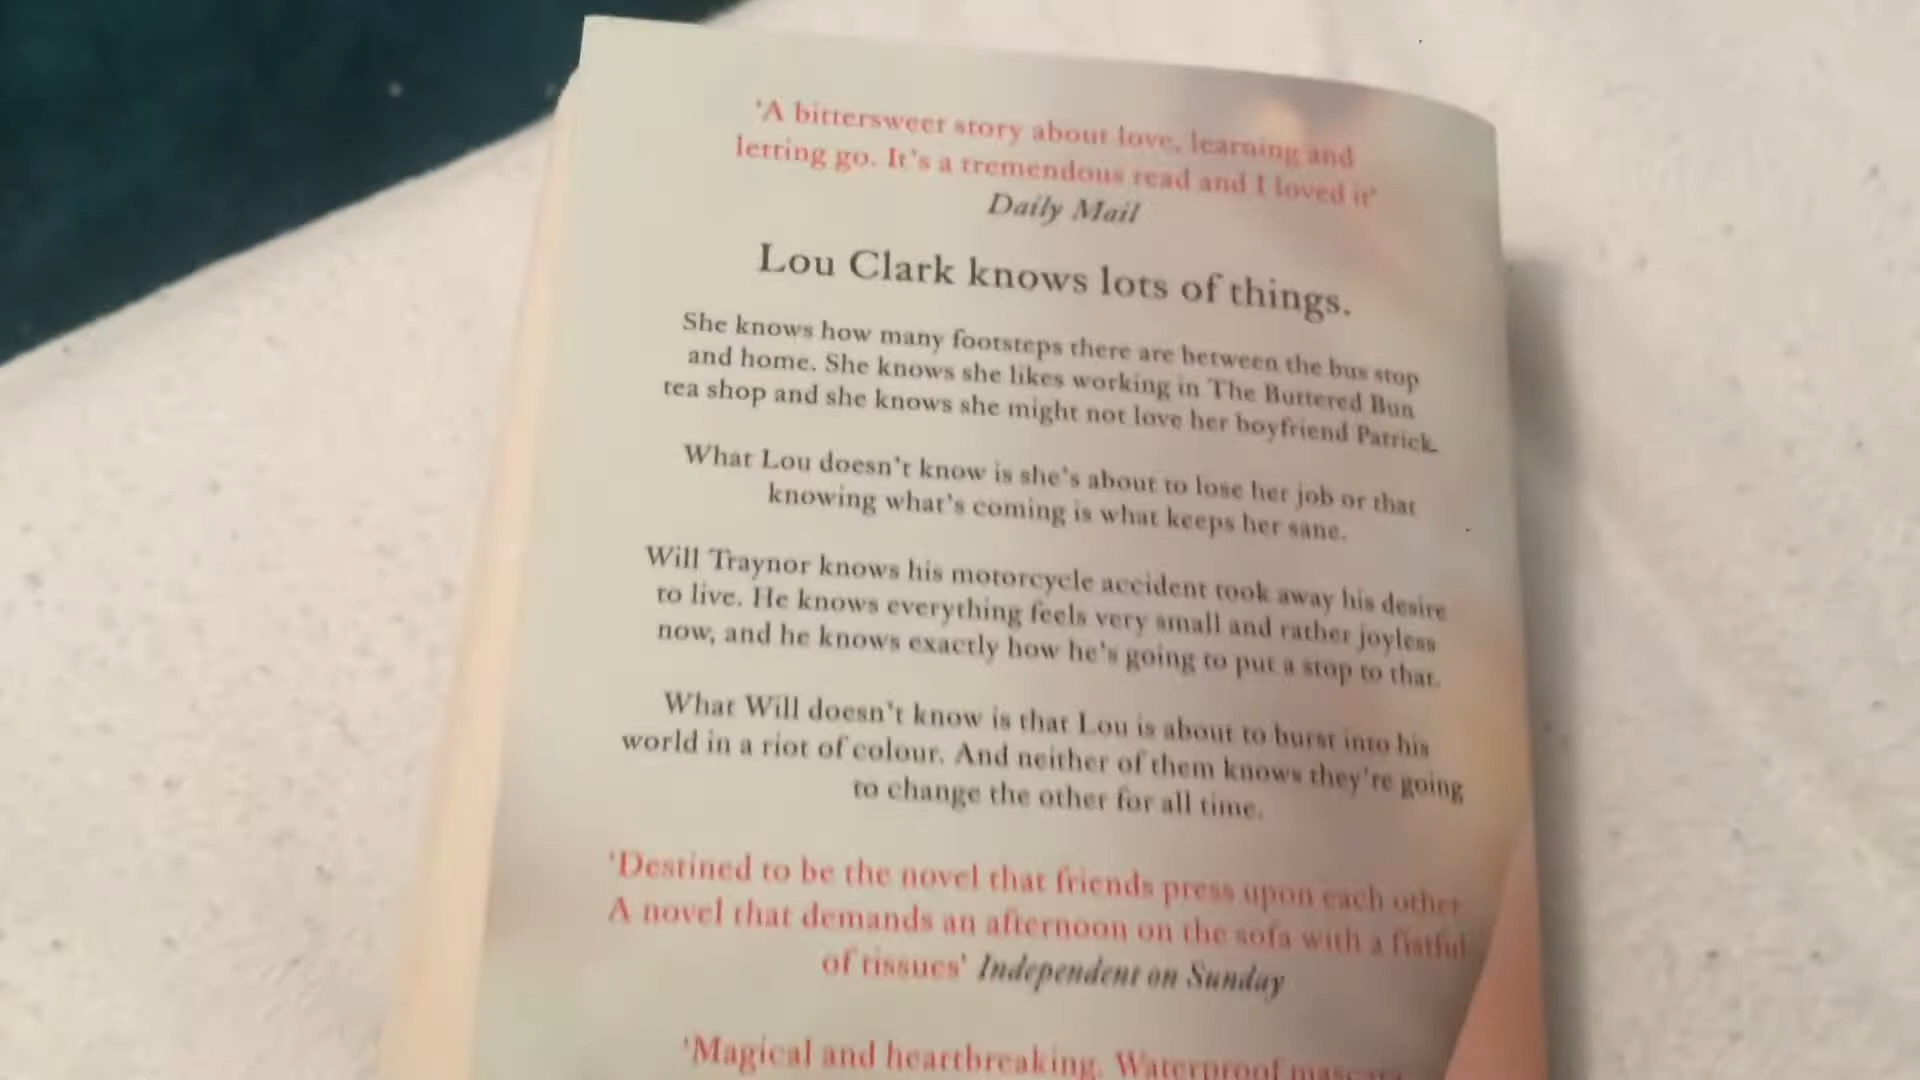 'A bittersweet story about love, learning and
letting go. It's a tremendous read and I loved it'
Daily Mail
Lou Clark knows lots of things.
She knows how many footsteps there are between the bus stop
and home. She knows she likes working in The Buttered Bun
tea shop and she knows she might not love her boyfriend Patrick.
What Lou doesn't know is she's about to lose her job or that
knowing what's coming is what keeps her sane.
Will Traynor knows his motorcycle accident took away his desire
to live. He knows everything feels very small and rather joyless
now, and he knows exactly how he's going to put a stop to that.
What Will doesn't know is that Lou is about to burst into his
world in a riot of colour. And neither of them knows they're going
to change the other for all time.
'Destined to be the novel that friends press upon each other
A novel that demands an afternoon on the sofa with a fistful
of tissues' Independent on Sunday
'Magical and heartbreaking. Waterproof